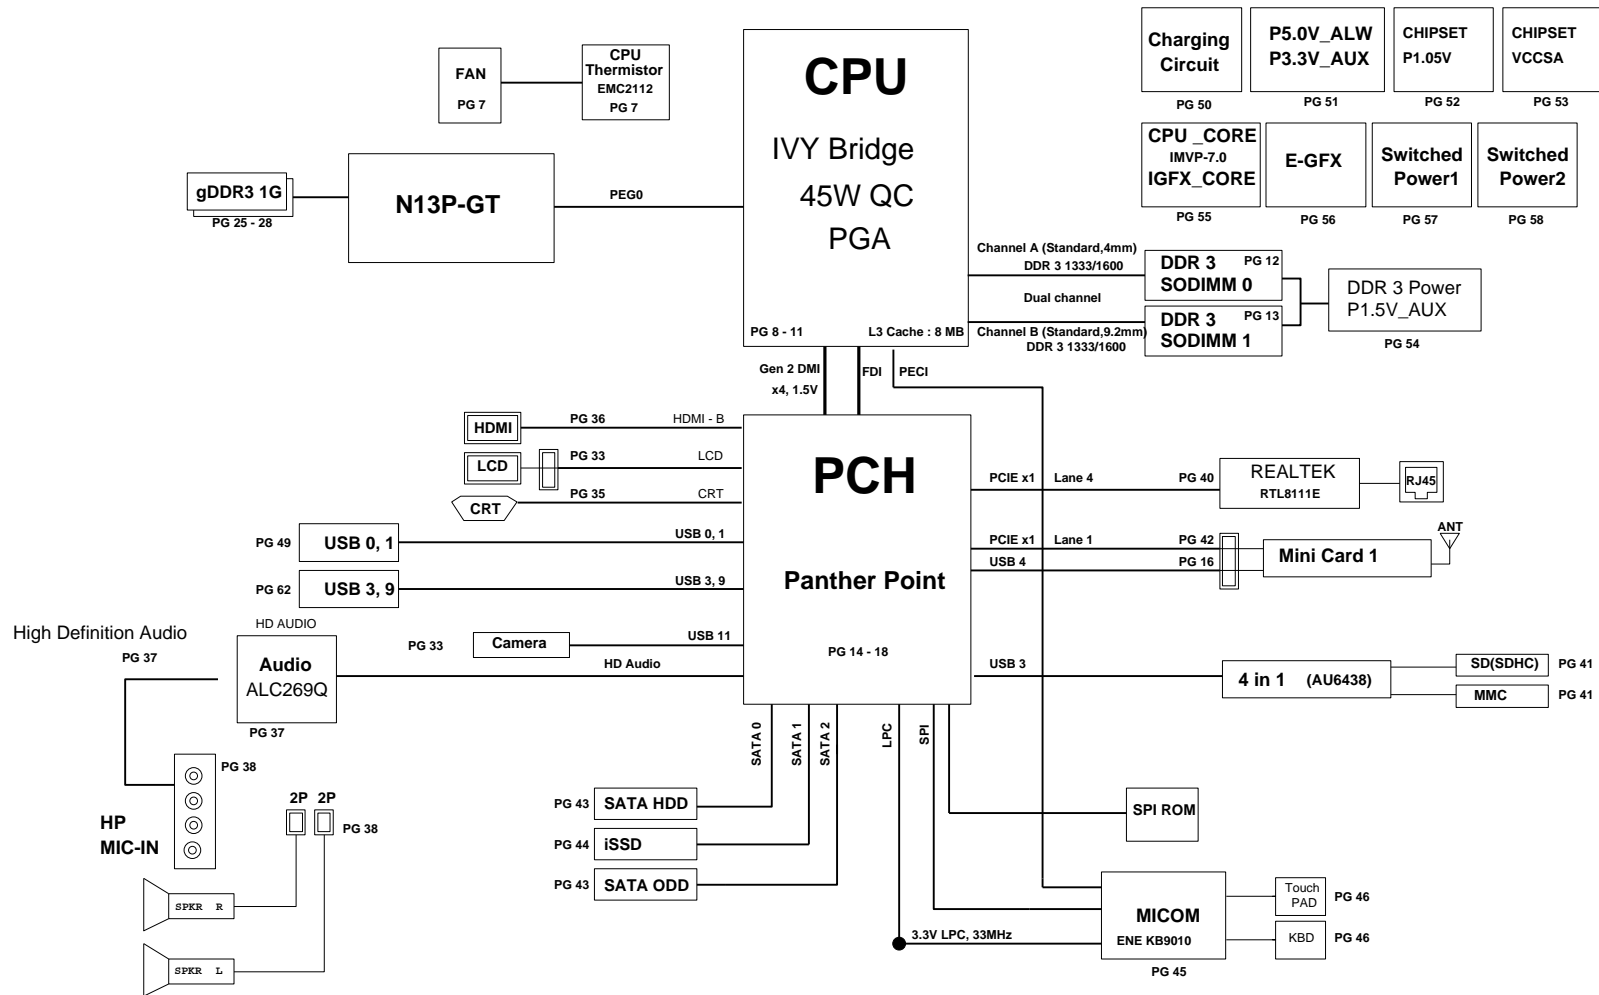 FAN
PG 7
CPU
Thermistor
EMC2112
PG 7
CPU
IVY Bridge
45W QC
PGA
PG 8 - 11
L3 Cache : 8 MB
Charging
Circuit
PG 50
P5.0V_ALW
P3.3V_AUX
PG 51
CHIPSET
P1.05V
PG 52
CHIPSET
VCCSA
PG 53
CPU _CORE
IMVP-7.0
IGFX_CORE
PG 55
E-GFX
PG 56
Switched
Power1
PG 57
Switched
Power2
PG 58
gDDR3 1G
PG 25 - 28
N13P-GT
PEG0
Channel A (Standard,4mm)
DDR 3 1333/1600
Dual channel
Channel B (Standard,9.2mm)
DDR 3 1333/1600
DDR 3
PG 12
SODIMM 0
DDR 3
PG 13
SODIMM 1
DDR 3 Power
P1.5V_AUX
PG 54
Gen 2 DMI
x4, 1.5V
FDI
PECI
HDMI
PG 36
HDMI - B
LCD
PG 33
LCD
CRT
PG 35
CRT
PG 49
USB 0, 1
USB 0, 1
PG 62
USB 3, 9
USB 3, 9
PCH
Panther Point
PG 14 - 18
PCIE x1
Lane 4
PG 40
REALTEK
RTL8111E
RJ45
PCIE x1
Lane 1
PG 42
USB 4
PG 16
Mini Card 1
ANT
High Definition Audio
PG 37
HD AUDIO
Audio
ALC269Q
PG 37
PG 33
Camera
USB 11
HD Audio
USB 3
4 in 1 (AU6438)
SD(SDHC)
PG 41
MMC
PG 41
SATA 0
SATA 1
SATA 2
LPC
SPI
PG 38
HP
MIC-IN
2P
2P
PG 38
SPKR R
SPKR L
PG 43
SATA HDD
PG 44
iSSD
PG 43
SATA ODD
SPI ROM
3.3V LPC, 33MHz
MICOM
ENE KB9010
PG 45
Touch
PAD
PG 46
KBD
PG 46